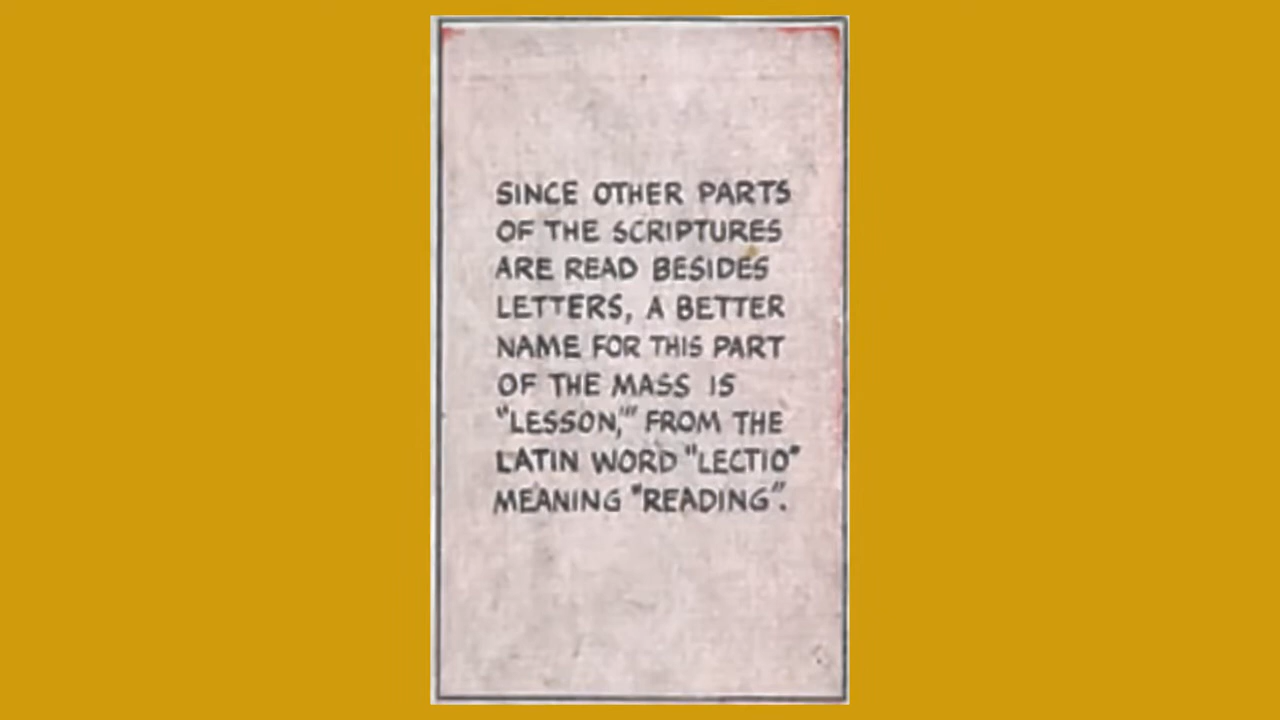 SINCE OTHER PARTS
OF THE SCRIPTURES
ARE READ BESIDES
LETTERS, A BETTER
NAME FOR THIS PART
OF THE MASS IS
"LESSON,'" FROM THE
LATIN WORD "LECTIO"
MEANING "READING".